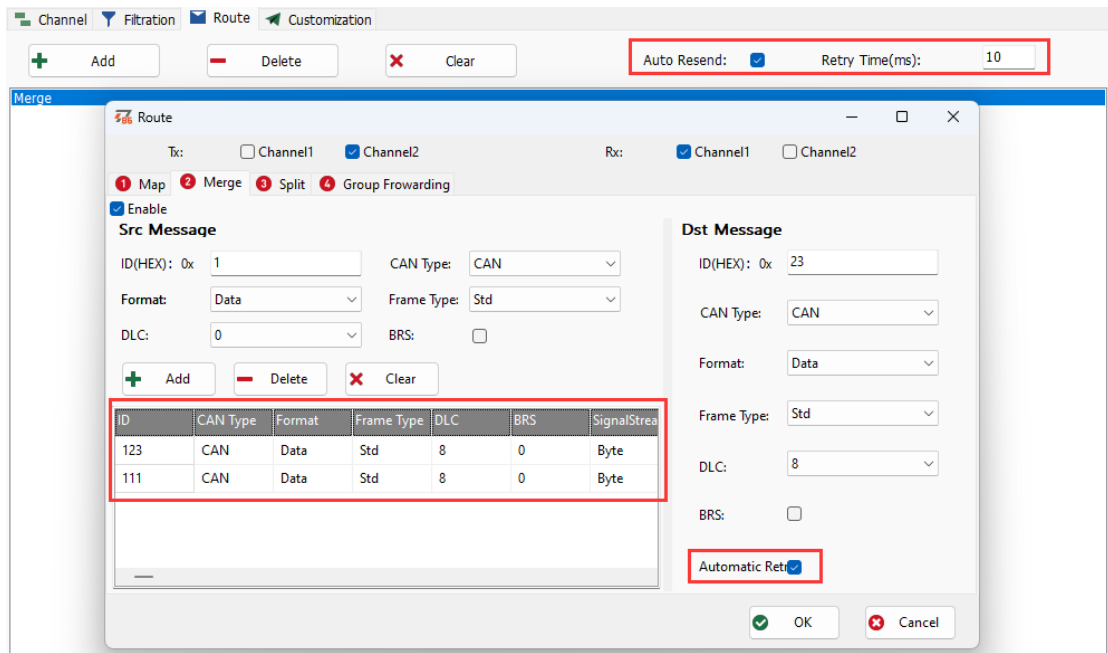 Channel Filtration Route Customization
Add Delete Clear Auto Resend: Retry Time(ms): 10
Merge
Route
Tx: Channel1 Channel2 Rx: Channel1 Channel2
1 Map 2 Merge 3 Split 4 Group Frowarding
Enable
Src Message Dst Message
ID(HEX): 0x 1 CAN Type: CAN ID(HEX): 0x 23
Format: Data Frame Type: Std CAN Type: CAN
DLC: 0 BRS:
Format: Data
Add Delete Clear
ID CAN Type Format Frame Type DLC BRS SignalStrea Frame Type: Std
123 CAN Data Std 8 0 Byte
111 CAN Data Std 8 0 Byte DLC: 8
BRS:
Automatic Retr
OK Cancel